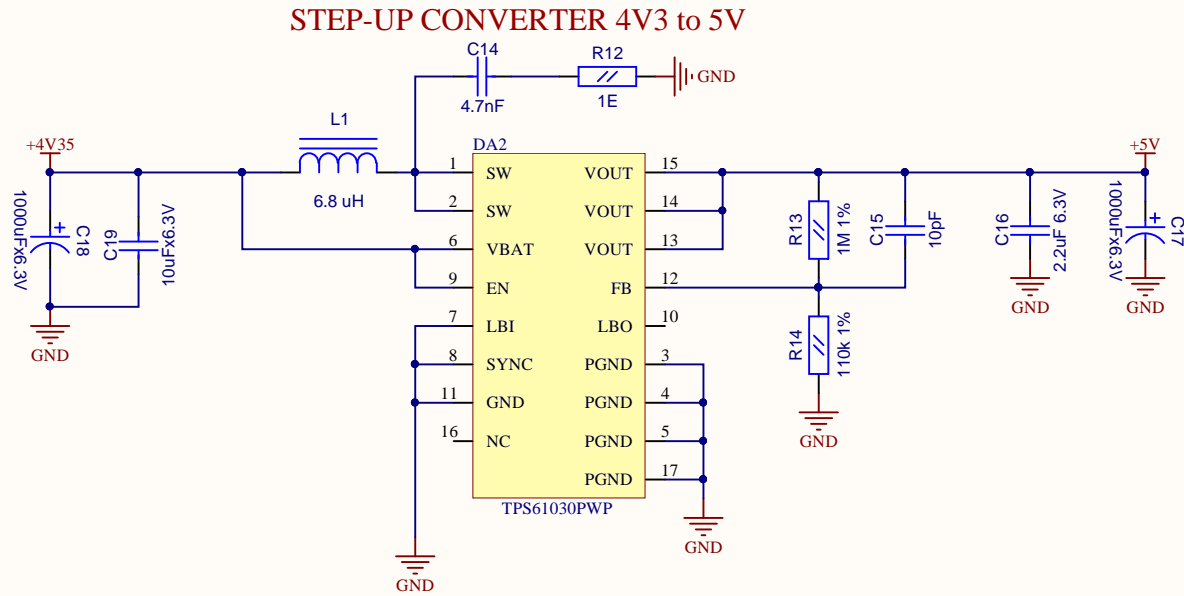 STEP-UP CONVERTER 4V3 to 5V
C14
4.7nF
R12
1E
GND
+4V35
L1
6.8 uH
1000uFx6.3V
C18
C19
10uFx6.3V
GND
DA2
1
SW
2
SW
6
VBAT
9
EN
7
LBI
8
SYNC
11
GND
16
NC
VOUT
15
VOUT
14
VOUT
13
FB
12
LBO
10
PGND
3
PGND
4
PGND
5
PGND
17
TPS61030PWP
GND
GND
R13
1M 1%
C15
10pF
R14
110k 1%
GND
C16
2.2uF 6.3V
GND
+5V
1000uFx6.3V
C17
GND